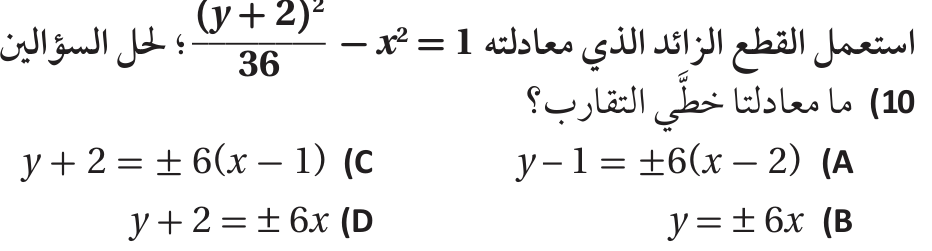 استعمل القطع الزائد الذي معادلته (y + 2)²/36 − x² = 1 ؛ لحل السؤالين
10) ما معادلتا خطَّي التقارب؟
A) y − 1 = ±6(x − 2) C) y + 2 = ± 6(x − 1)
B) y = ± 6x D) y + 2 = ± 6x